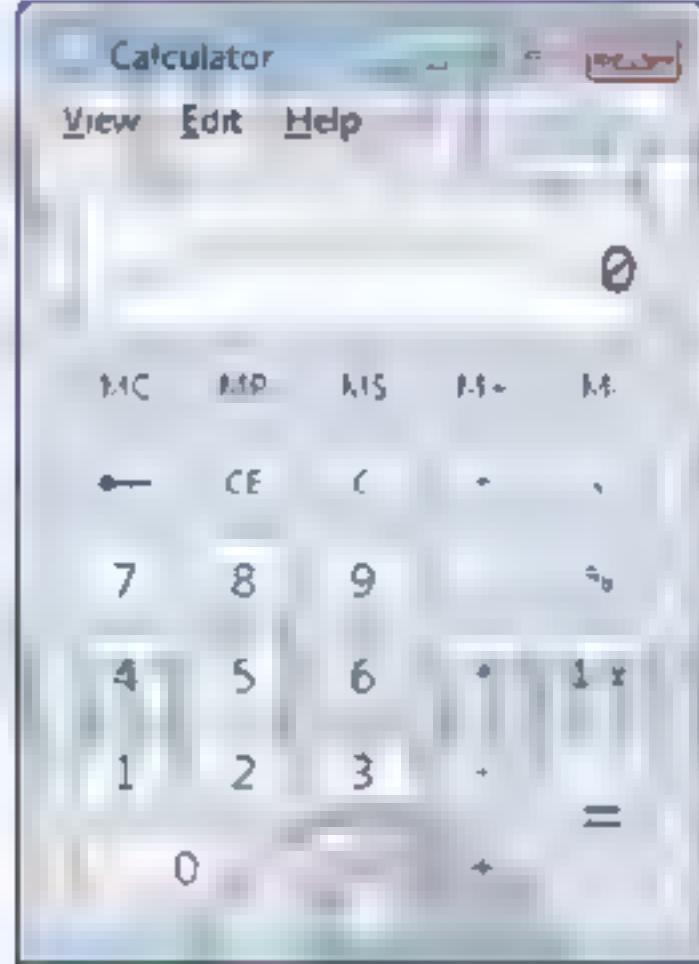 Calculator
View Edit Help
0
MC MR MS M+ M-
← CE C
7 8 9 %
4 5 6 * 1/x
1 2 3 - =
0 +